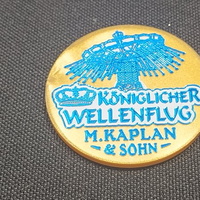 KÖNIGLICHER
WELLENFLUG
M. KAPLAN
& SOHN